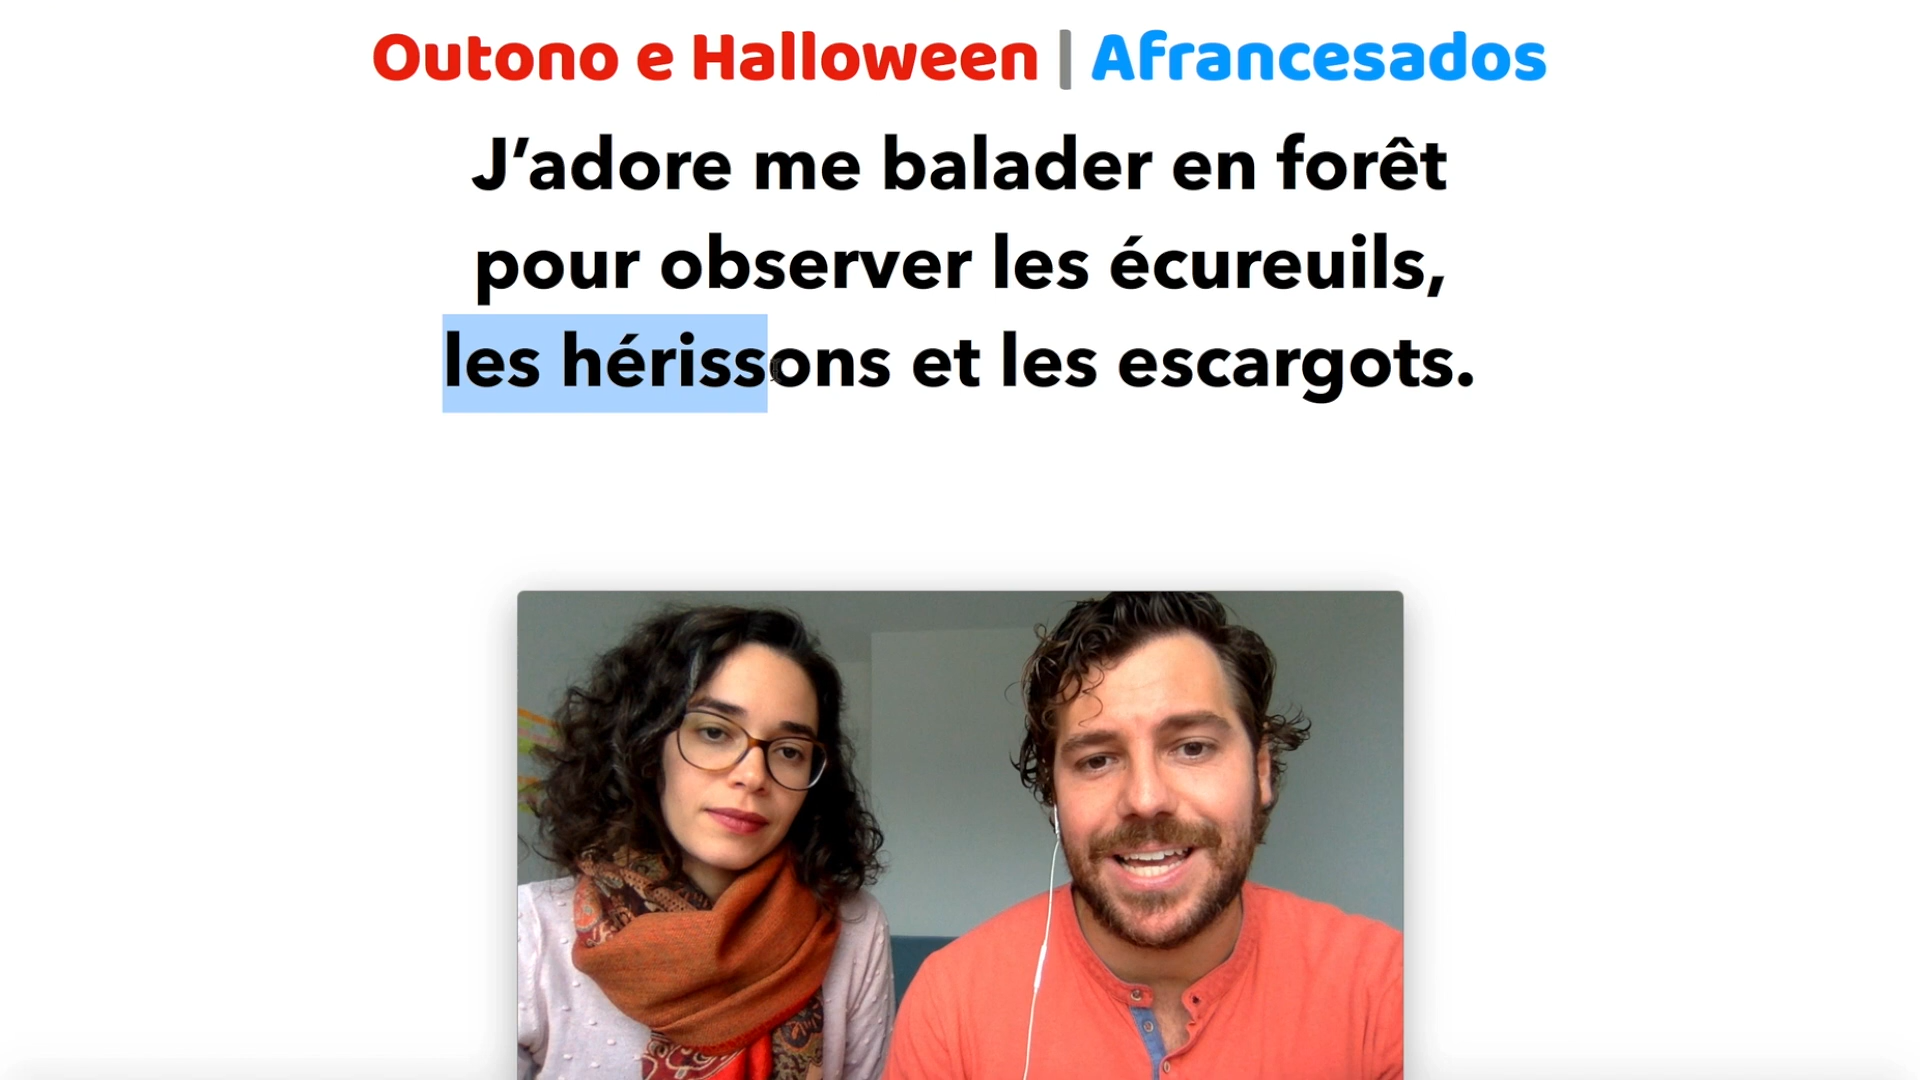 Outono e Halloween | Afrancesados
J’adore me balader en forêt
pour observer les écureuils,
les hérissons et les escargots.